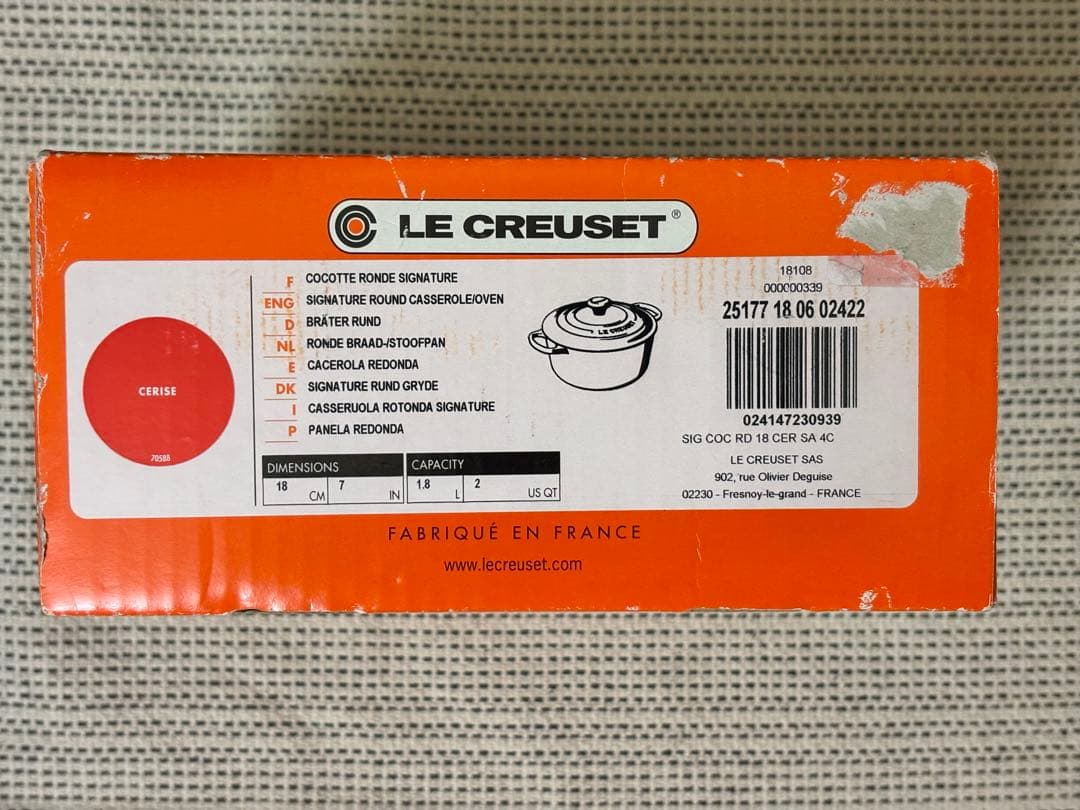 LE CREUSET®
F COCOTTE RONDE SIGNATURE
ENG SIGNATURE ROUND CASSEROLE/OVEN
D BRÄTER RUND
NL RONDE BRAAD-/STOOFPAN
E CACEROLA REDONDA
DK SIGNATURE RUND GRYDE
I CASSERUOLA ROTONDA SIGNATURE
P PANELA REDONDA
CERISE
70588
DIMENSIONS
18 CM 7 IN
CAPACITY
1.8 L 2 US QT
LE CREUSET
18108
000000339
25177 18 06 02422
024147230939
SIG COC RD 18 CER SA 4C
LE CREUSET SAS
902, rue Olivier Deguise
02230 - Fresnoy-le-grand - FRANCE
FABRIQUÉ EN FRANCE
www.lecreuset.com